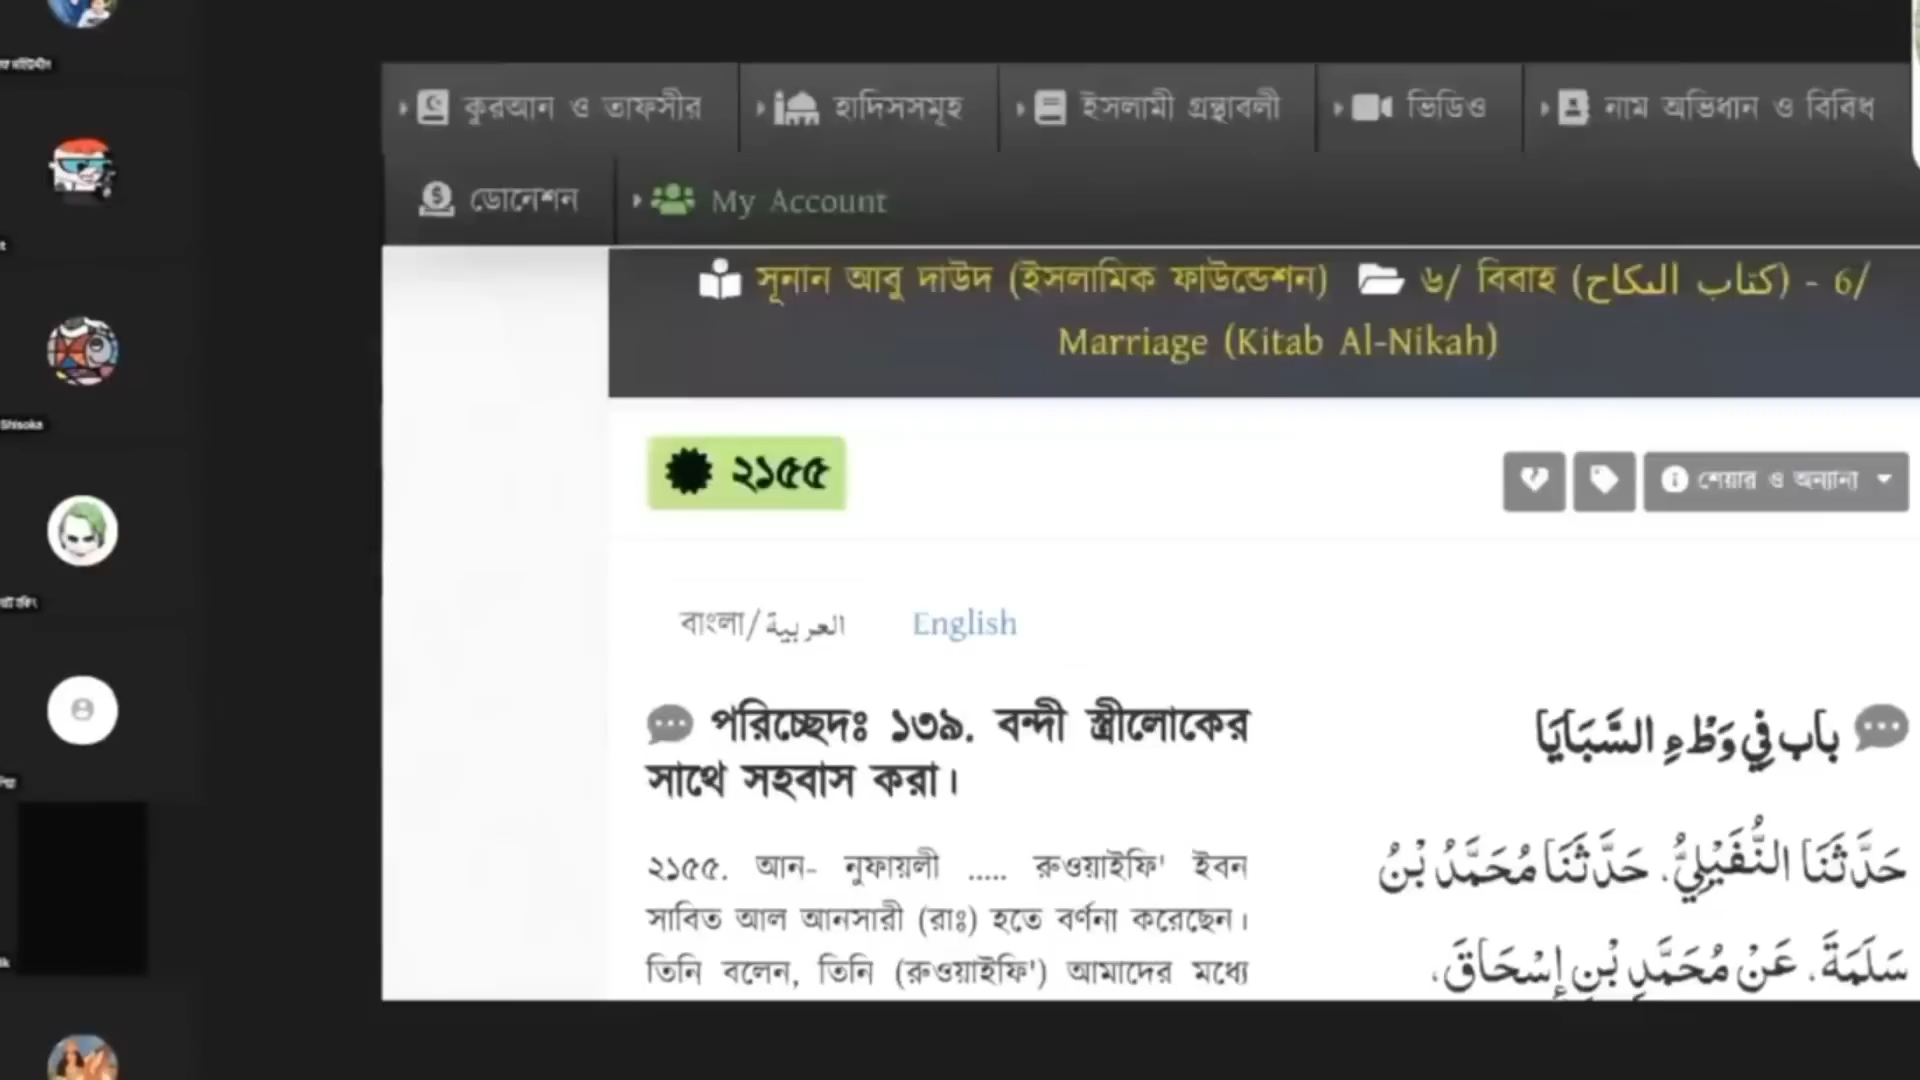 কুরআন ও তাফসীর
হাদিসসমূহ
ইসলামী গ্রন্থাবলী
ভিডিও
নাম অভিধান ও বিবিধ
ডোনেশন
My Account
সূনান আবু দাউদ (ইসলামিক ফাউন্ডেশন) ৬/ বিবাহ (كتاب النكاح) - 6/
Marriage (Kitab Al-Nikah)
২১৫৫
শেয়ার ও অন্যান্য
বাংলা/العربية
English
পরিচ্ছেদঃ ১৩৯. বন্দী স্ত্রীলোকের
সাথে সহবাস করা।
باب فِي وَطْءِ السَّبَايَا
২১৫৫. আন- নুফায়লী ..... রুওয়াইফি' ইবন
সাবিত আল আনসারী (রাঃ) হতে বর্ণনা করেছেন।
তিনি বলেন, তিনি (রুওয়াইফি') আমাদের মধ্যে
حَدَّثَنَا النُّفَيْلِيُّ، حَدَّثَنَا مُحَمَّدُ بْنُ
سَلَمَةَ، عَنْ مُحَمَّدِ بْنِ إِسْحَاقَ،
Shisoka